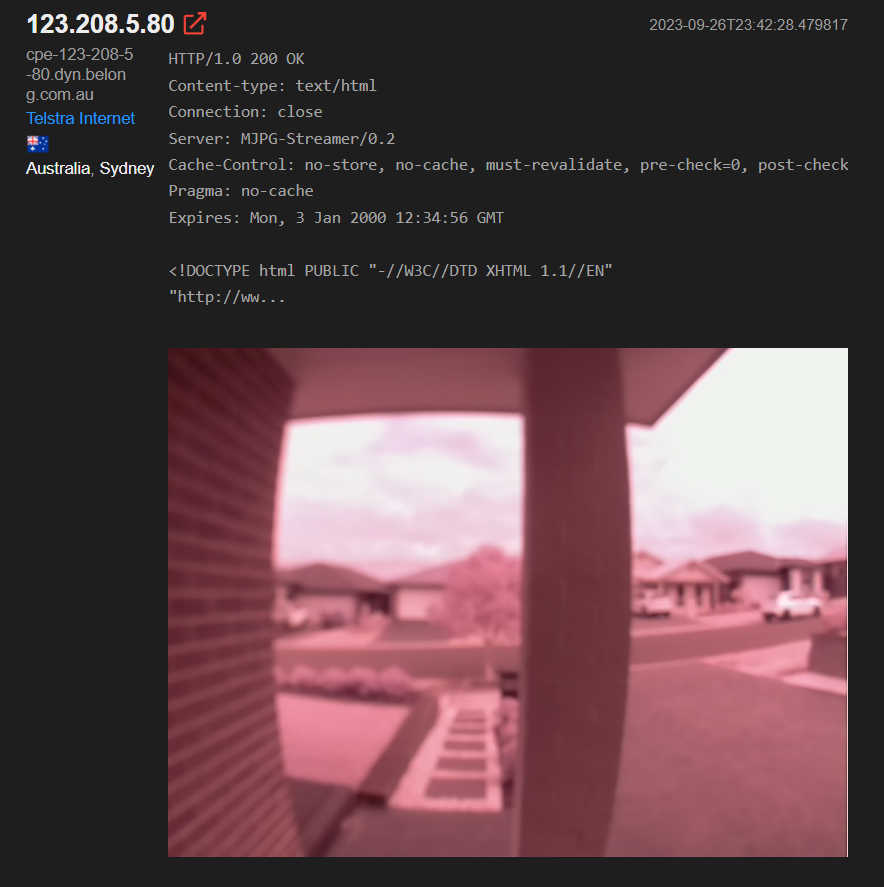 123.208.5.80
2023-09-26T23:42:28.479817
cpe-123-208-5
-80.dyn.belon
g.com.au
Telstra Internet
Australia, Sydney
HTTP/1.0 200 OK
Content-type: text/html
Connection: close
Server: MJPG-Streamer/0.2
Cache-Control: no-store, no-cache, must-revalidate, pre-check=0, post-check
Pragma: no-cache
Expires: Mon, 3 Jan 2000 12:34:56 GMT
<!DOCTYPE html PUBLIC "-//W3C//DTD XHTML 1.1//EN"
"http://ww...